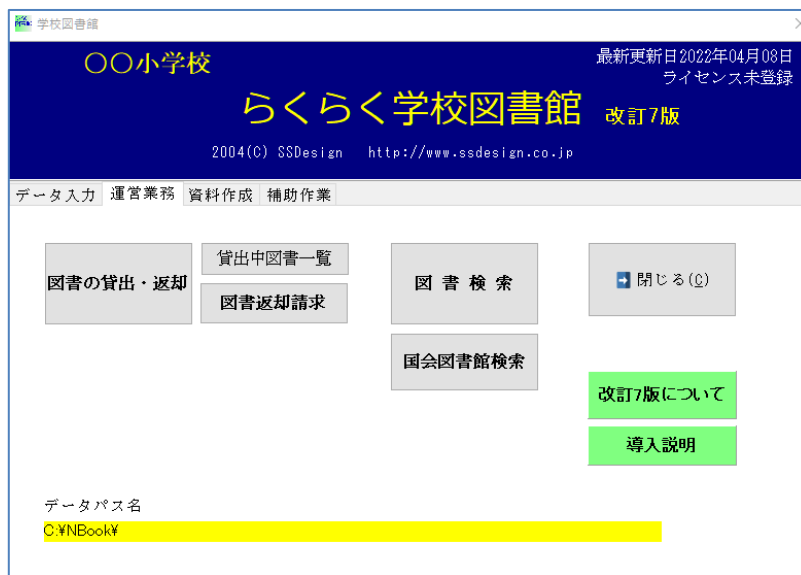 学校図書館
〇〇小学校
最新更新日2022年04月08日
ライセンス未登録
らくらく学校図書館 改訂7版
2004(C) SSDesign http://www.ssdesign.co.jp
データ入力 運営業務 資料作成 補助作業
図書の貸出・返却
貸出中図書一覧
図書返却請求
図 書 検 索
国会図書館検索
閉じる(C)
改訂7版について
導入説明
データパス名
C:¥NBook¥